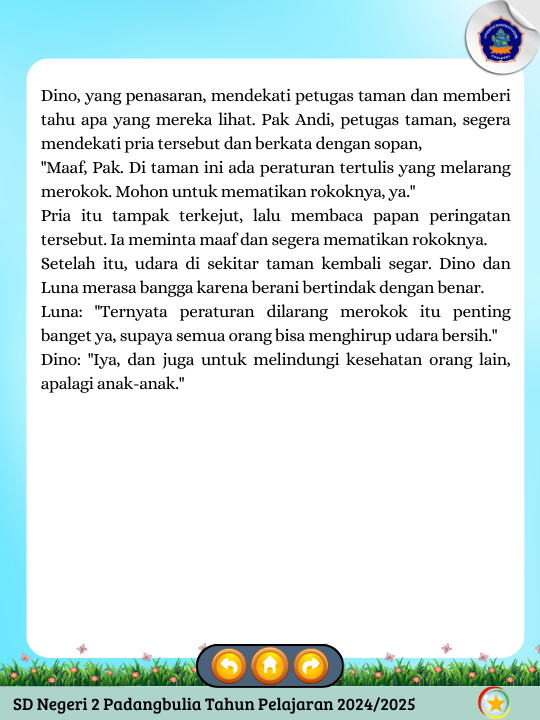 Dino, yang penasaran, mendekati petugas taman dan memberi
tahu apa yang mereka lihat. Pak Andi, petugas taman, segera
mendekati pria tersebut dan berkata dengan sopan,
"Maaf, Pak. Di taman ini ada peraturan tertulis yang melarang
merokok. Mohon untuk mematikan rokoknya, ya."
Pria itu tampak terkejut, lalu membaca papan peringatan
tersebut. Ia meminta maaf dan segera mematikan rokoknya.
Setelah itu, udara di sekitar taman kembali segar. Dino dan
Luna merasa bangga karena berani bertindak dengan benar.
Luna: "Ternyata peraturan dilarang merokok itu penting
banget ya, supaya semua orang bisa menghirup udara bersih."
Dino: "Iya, dan juga untuk melindungi kesehatan orang lain,
apalagi anak-anak."
SD Negeri 2 Padangbulia Tahun Pelajaran 2024/2025